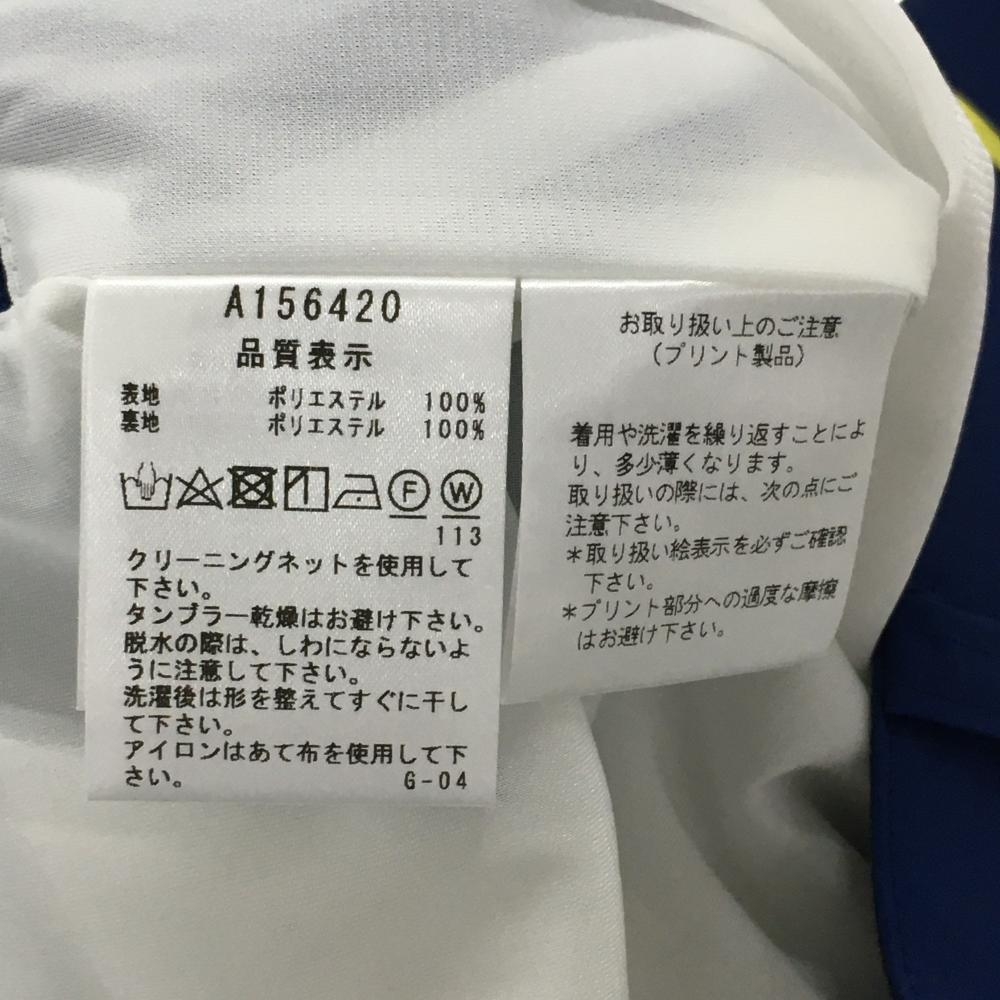 A156420
品質表示
表地 ポリエステル 100%
裏地 ポリエステル 100%
F W
113
クリーニングネットを使用して
下さい。
タンブラー乾燥はお避け下さい。
脱水の際は、しわにならないよ
うに注意して下さい。
洗濯後は形を整えてすぐに干し
て下さい。
アイロンはあて布を使用して下
さい。 G-04
お取り扱い上のご注意
(プリント製品)
着用や洗濯を繰り返すことによ
り、多少薄くなります。
取り扱いの際には、次の点にご
注意下さい。
*取り扱い絵表示を必ずご確認
下さい。
*プリント部分への過度な摩擦
はお避け下さい。